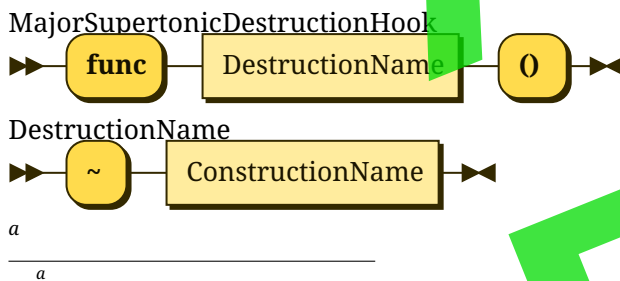 MajorSupertonicDestructionHook
func DestructionName ()
DestructionName
~ ConstructionName
a
a